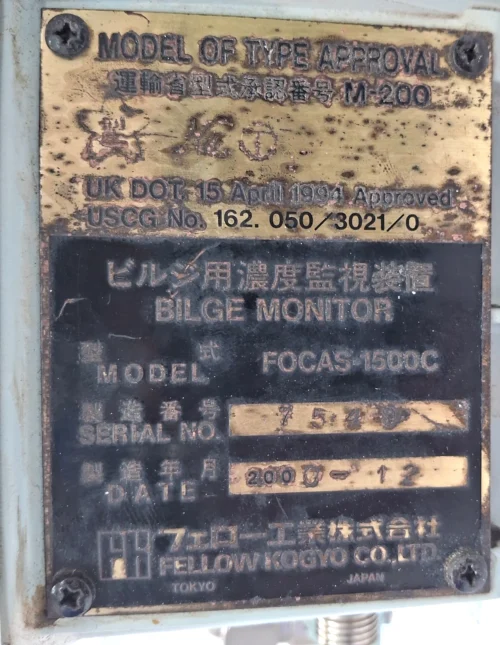 MODEL OF TYPE APPROVAL
運輸省型式承認番号 M-200
型
UK DOT. 15 April 1994 Approved
USCG No. 162. 050/3021/0
ビルジ用濃度監視装置
BILGE MONITOR
型 式
MODEL FOCAS-1500C
製造番号
SERIAL NO.
製造年月
DATE 200 - 12
フェロー工業株式会社
FELLOW KOGYO CO.,LTD.
TOKYO JAPAN